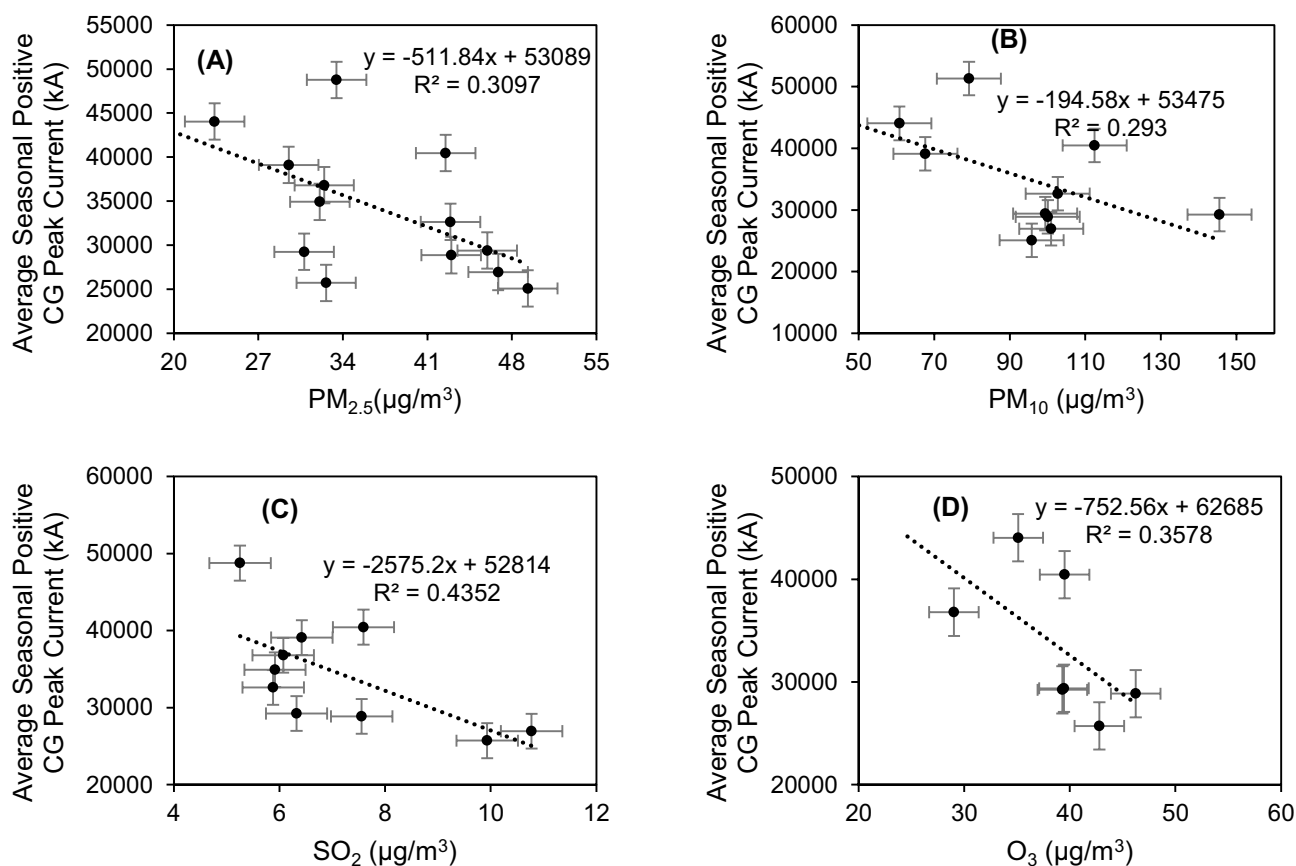 Average Seasonal Positive
CG Peak Current (kA)
55000
50000
45000
40000
35000
30000
25000
20000
(A)
y = -511.84x + 53089
R² = 0.3097
20 27 34 41 48 55
PM2.5(µg/m³)
Average Seasonal Positive
CG Peak Current (kA)
60000
50000
40000
30000
20000
10000
(B)
y = -194.58x + 53475
R² = 0.293
50 70 90 110 130 150
PM10 (µg/m³)
Average Seasonal Positive
CG Peak Current (kA)
60000
50000
40000
30000
20000
(C)
y = -2575.2x + 52814
R² = 0.4352
4 6 8 10 12
SO2 (µg/m³)
Average Seasonal Positive
CG Peak Current (kA)
50000
40000
30000
20000
(D)
y = -752.56x + 62685
R² = 0.3578
20 30 40 50 60
O3 (µg/m³)